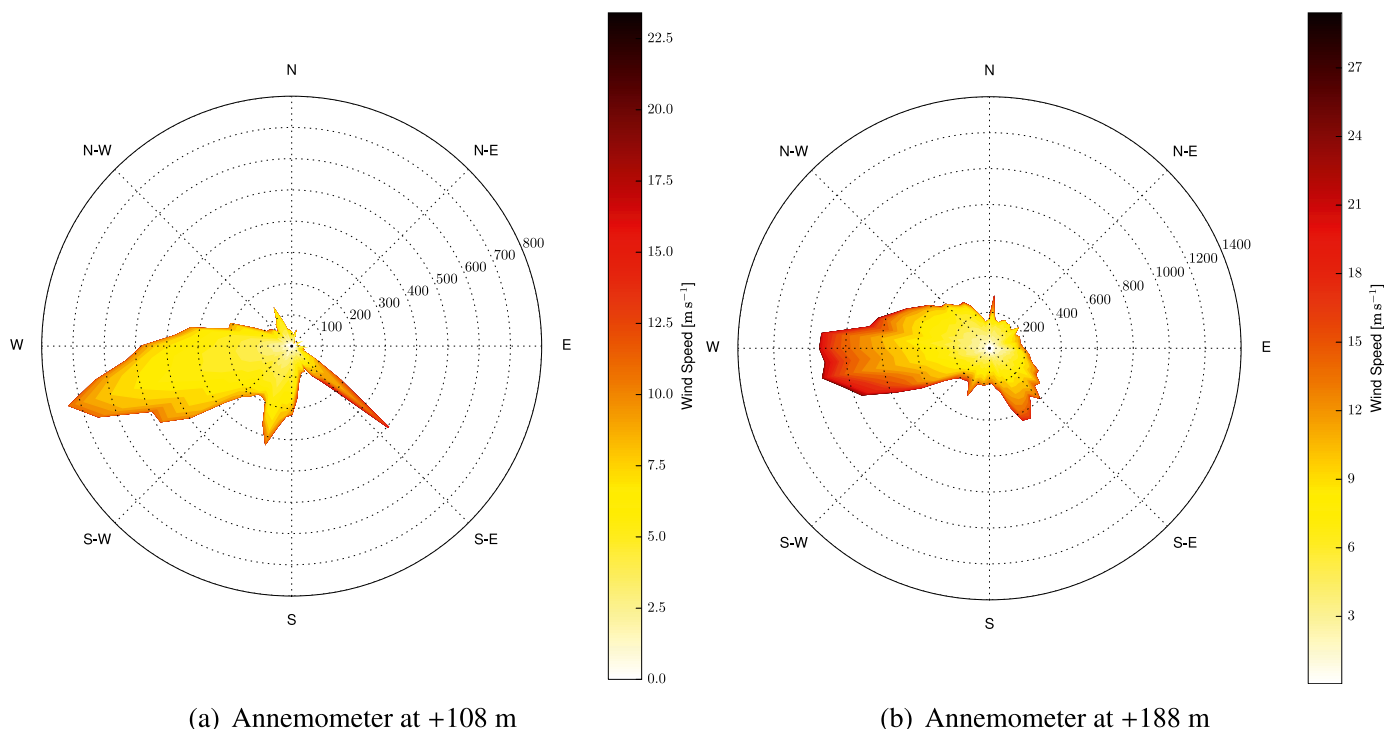 N
N-W
N-E
W
E
S-W
S-E
S
100
200
300
400
500
600
700
800
22.5
20.0
17.5
15.0
12.5
10.0
7.5
5.0
2.5
0.0
Wind Speed [m s⁻¹]
(a) Annemometer at +108 m
N
N-W
N-E
W
E
S-W
S-E
S
200
400
600
800
1000
1200
1400
27
24
21
18
15
12
9
6
3
Wind Speed [m s⁻¹]
(b) Annemometer at +188 m